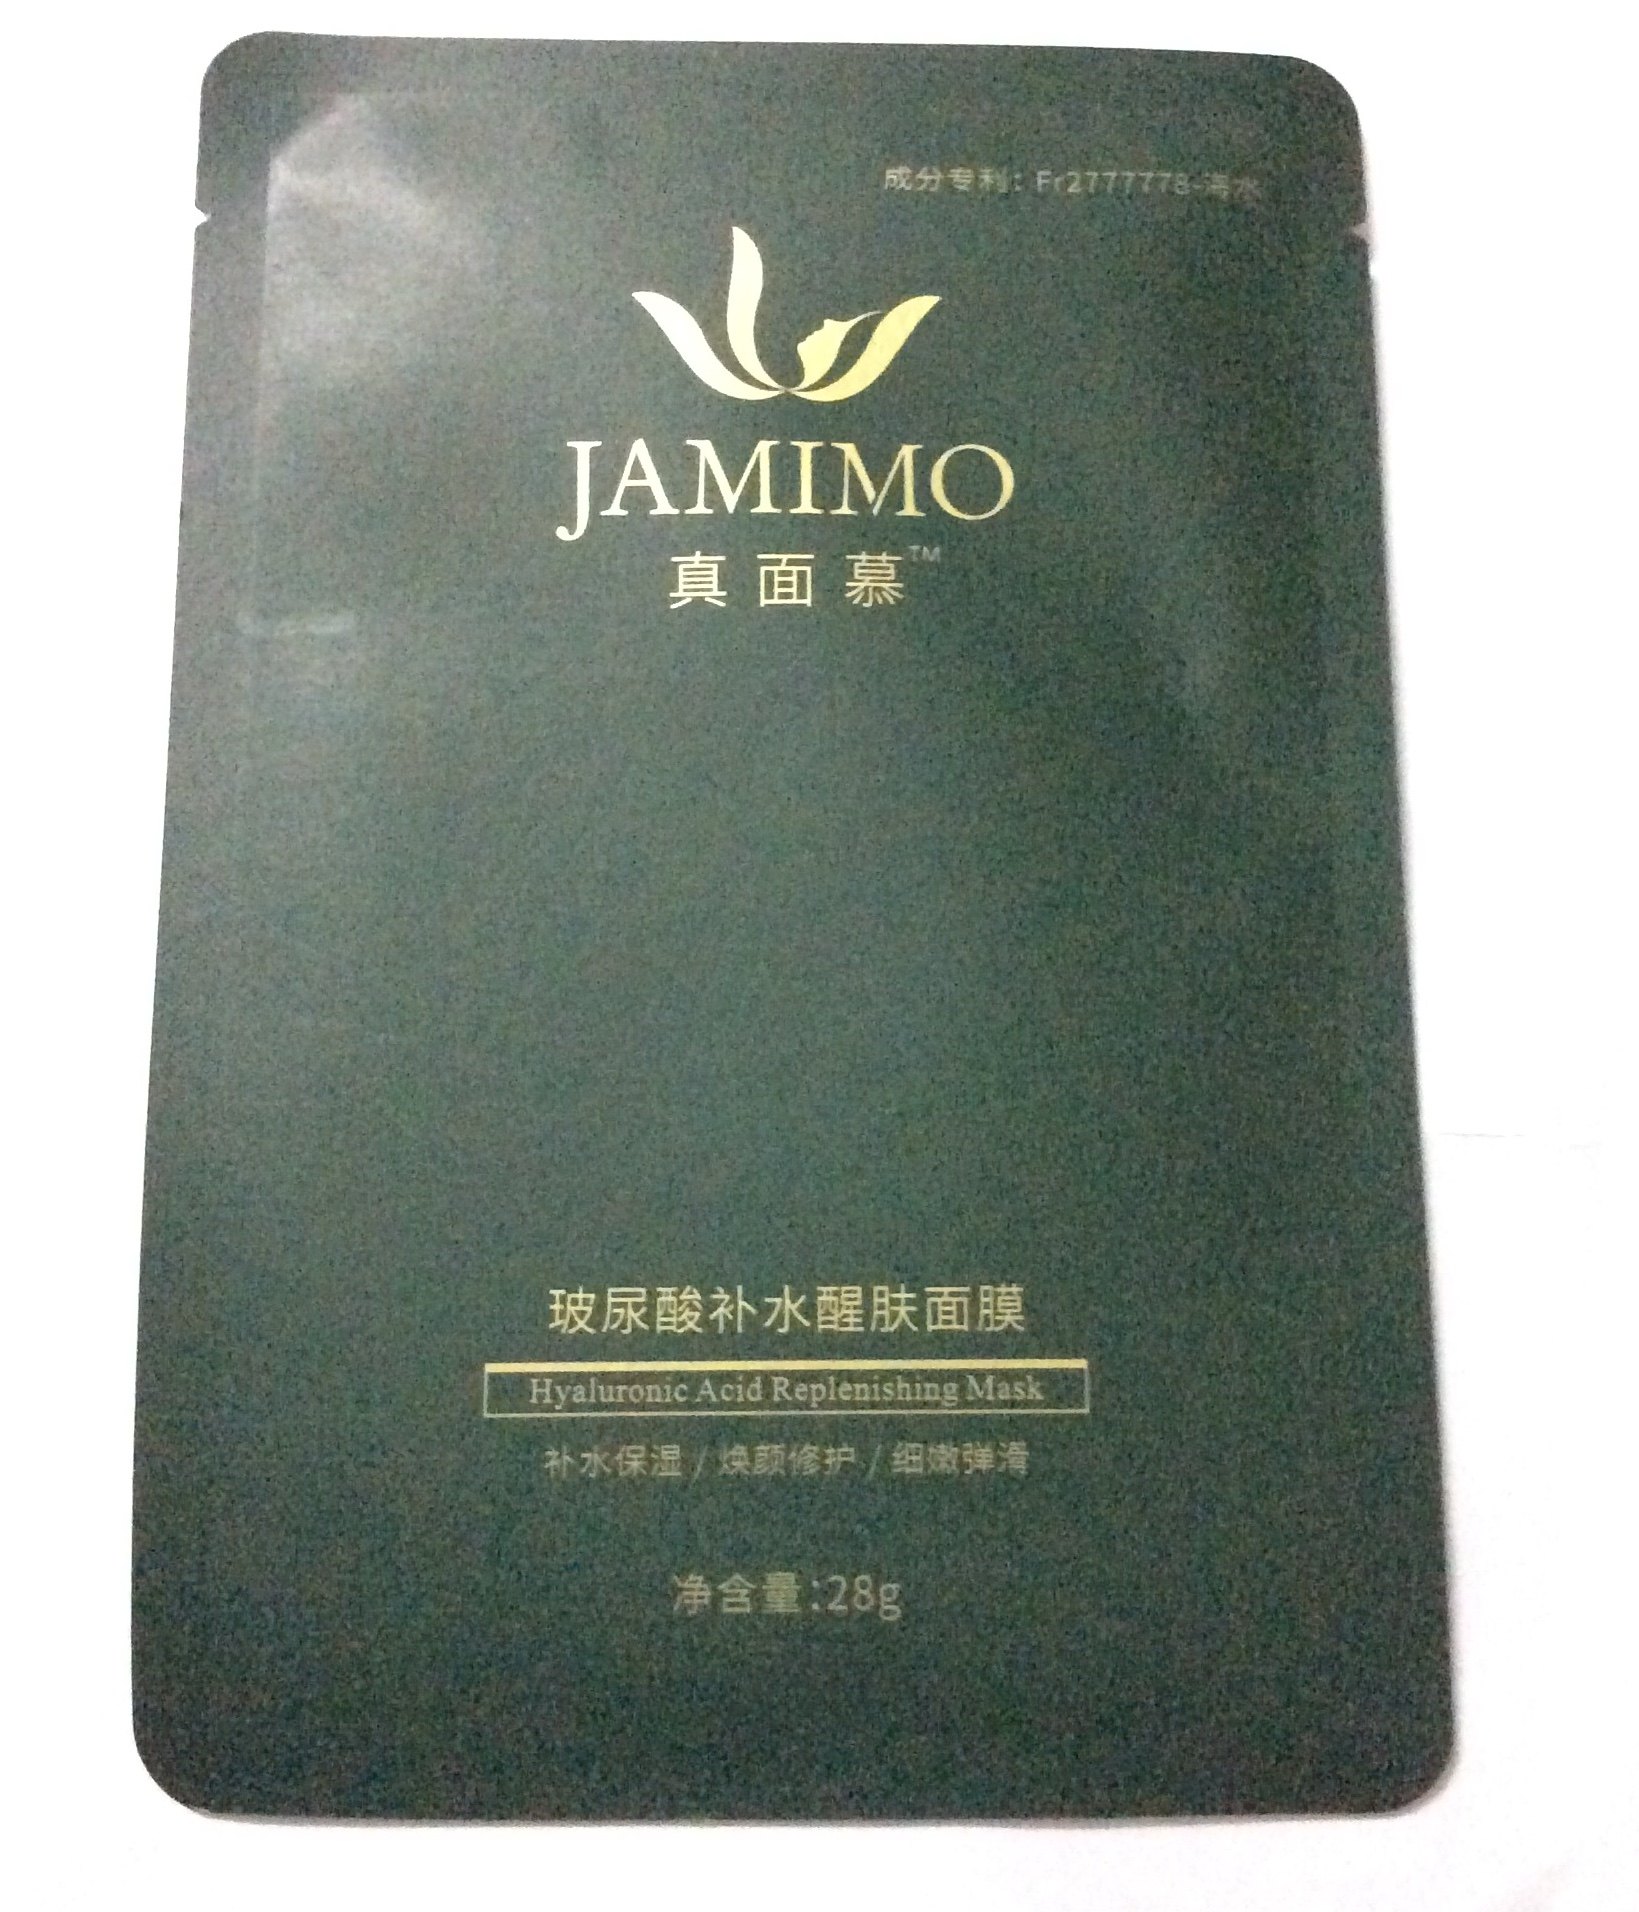 成分专利: Fr2777778-海水
JAMIMO
真面慕™
玻尿酸补水醒肤面膜
Hyaluronic Acid Replenishing Mask
补水保湿 / 焕颜修护 / 细嫩弹滑
净含量:28g